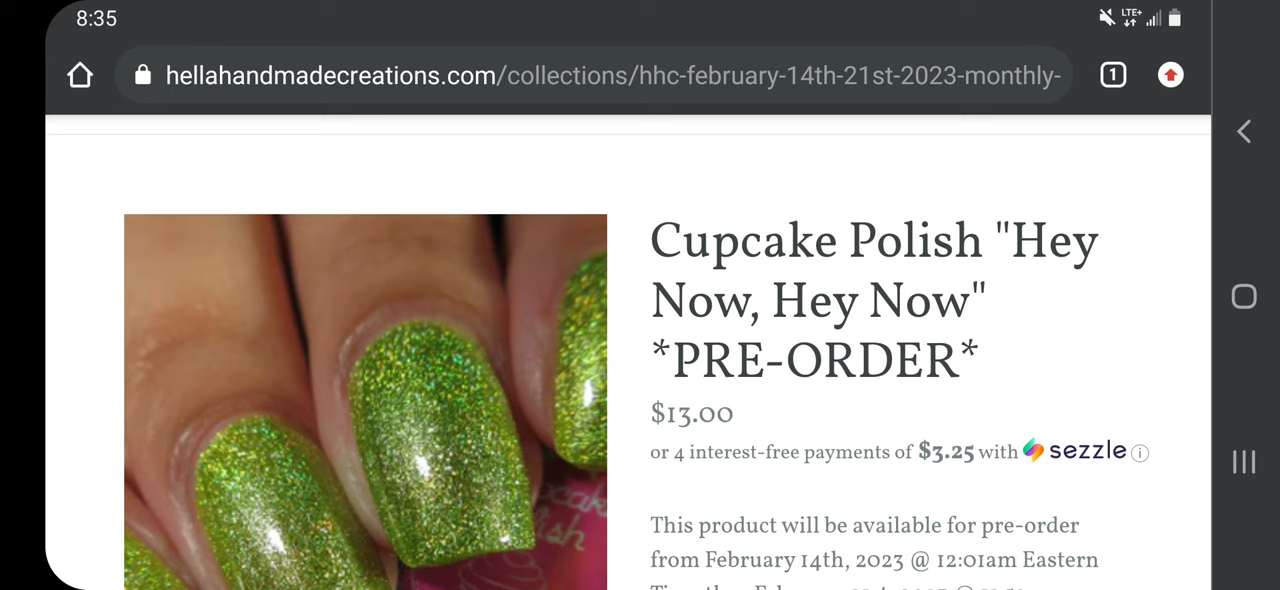 8:35
LTE+
hellahandmadecreations.com/collections/hhc-february-14th-21st-2023-monthly-
1
Cupcake Polish "Hey
Now, Hey Now"
*PRE-ORDER*
$13.00
or 4 interest-free payments of $3.25 with sezzle
This product will be available for pre-order
from February 14th, 2023 @ 12:01am Eastern